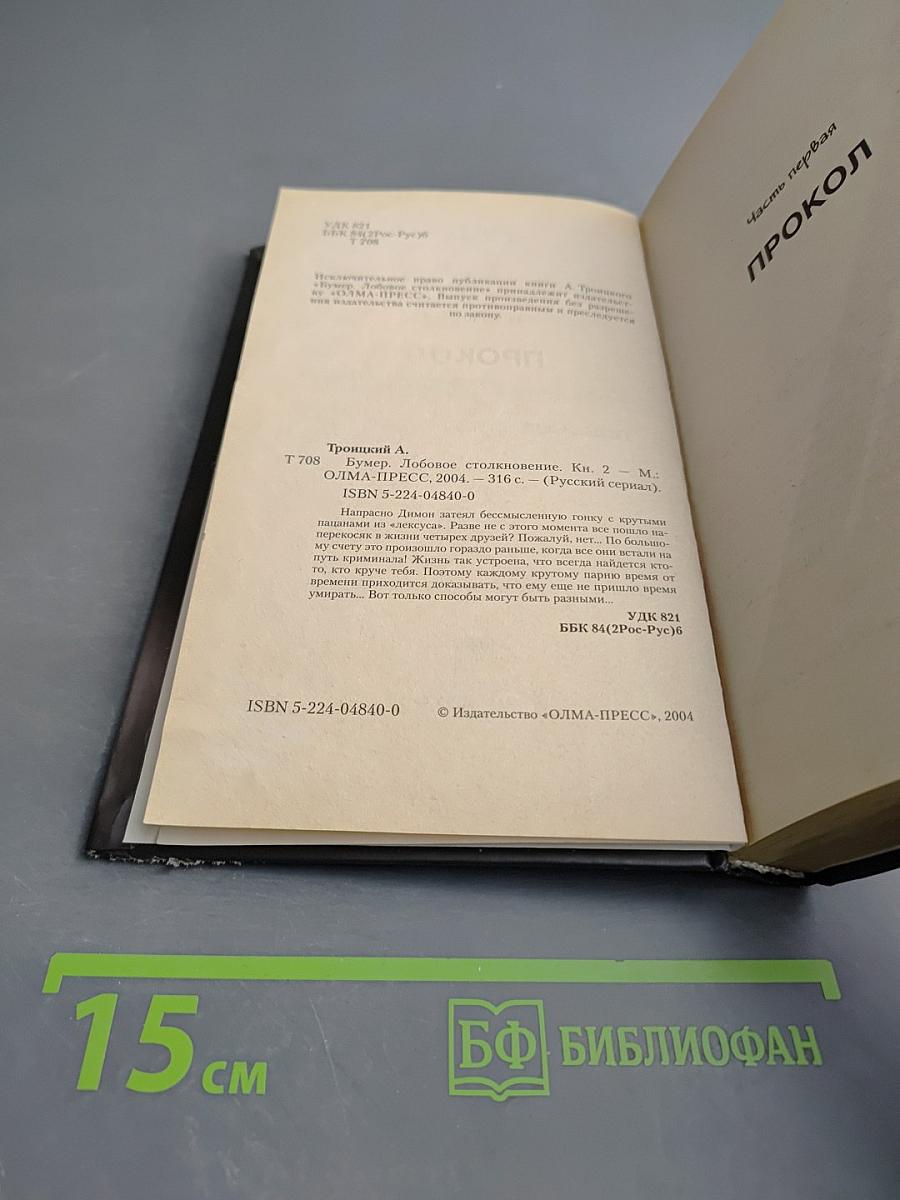 УДК 821
ББК 84(2Рос-Рус)6
Т 708
Исключительное право публикации книги А. Троицкого
«Бумер. Лобовое столкновение» принадлежит издательст-
ву «ОЛМА-ПРЕСС». Выпуск произведения без разреше-
ния издательства считается противоправным и преследуется
по закону.
Троицкий А.
Т 708 Бумер. Лобовое столкновение. Кн. 2 — М.:
ОЛМА-ПРЕСС, 2004. — 316 с. — (Русский сериал).
ISBN 5-224-04840-0
Напрасно Димон затеял бессмысленную гонку с крутыми
пацанами из «лексуса». Разве не с этого момента все пошло на-
перекосяк в жизни четырех друзей? Пожалуй, нет... По большо-
му счету это произошло гораздо раньше, когда все они встали на
путь криминала! Жизнь так устроена, что всегда найдется кто-
то, кто круче тебя. Поэтому каждому крутому парню время от
времени приходится доказывать, что ему еще не пришло время
умирать... Вот только способы могут быть разными...
УДК 821
ББК 84(2Рос-Рус)6
ISBN 5-224-04840-0 © Издательство «ОЛМА-ПРЕСС», 2004
Часть первая
ПРОКОЛ
15 см
БФ БИБЛИОФАН